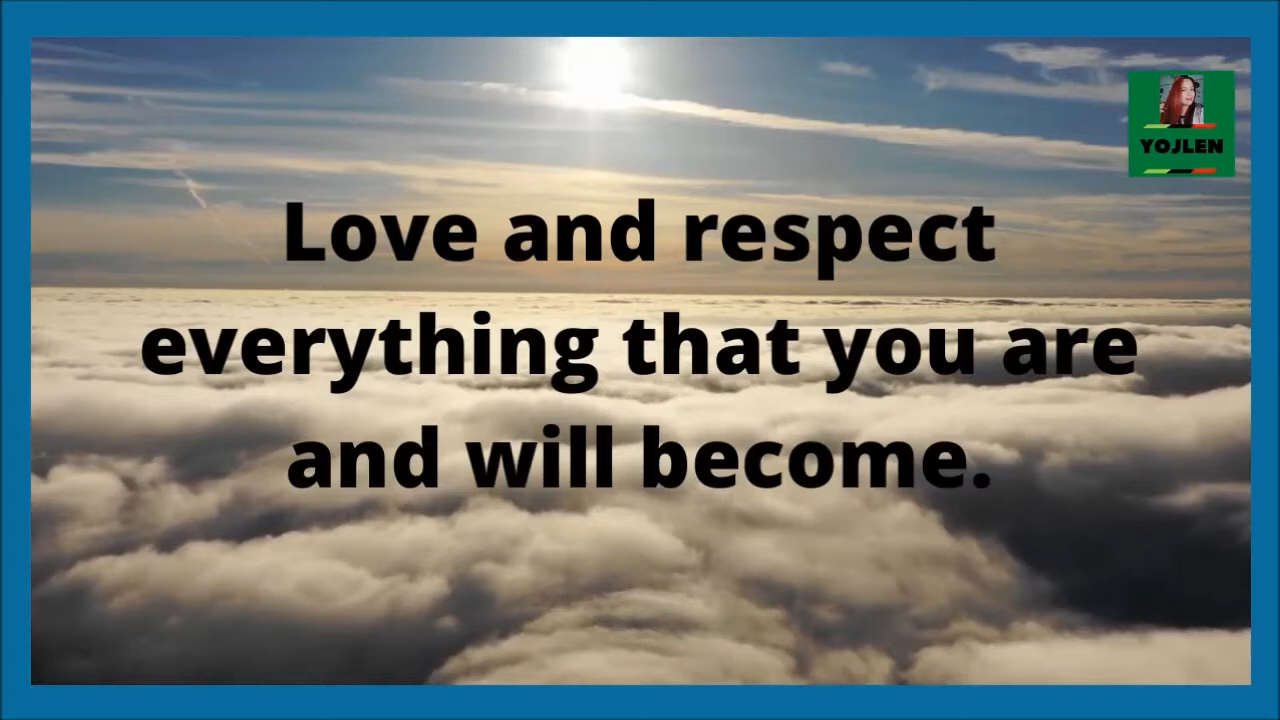 YOJLEN
Love and respect
everything that you are
and will become.